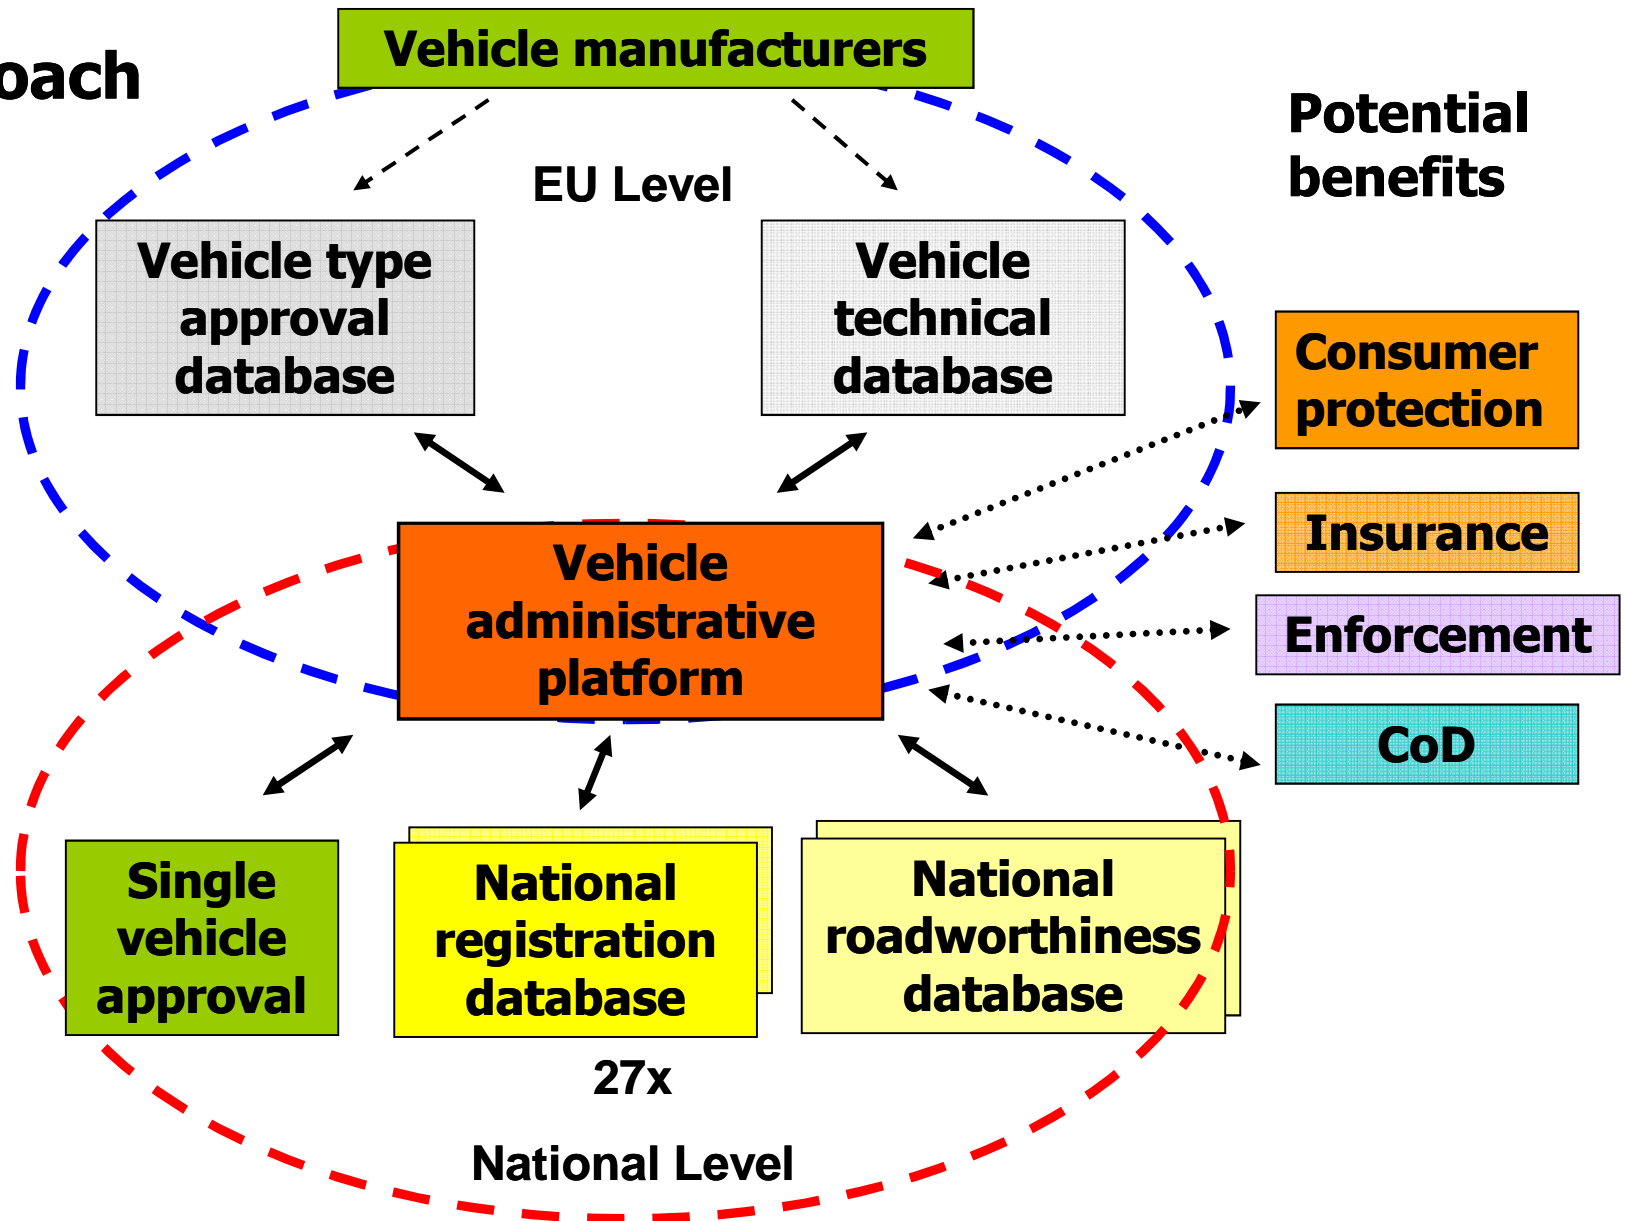 oach
Vehicle manufacturers
Potential
benefits
EU Level
Vehicle type
approval
database
Vehicle
technical
database
Consumer
protection
Insurance
Enforcement
CoD
Vehicle
administrative
platform
Single
vehicle
approval
National
registration
database
National
roadworthiness
database
27x
National Level